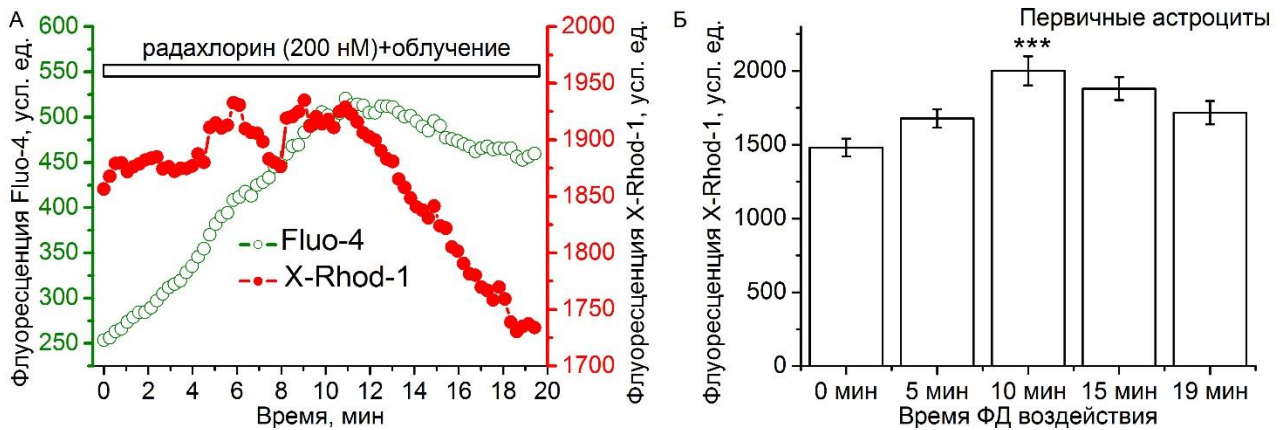 А
Флуоресценция Fluo-4, усл. ед.
600
550
500
450
400
350
300
250
радахлорин (200 нМ)+облучение
Fluo-4
X-Rhod-1
2000
1950
1900
1850
1800
1750
1700
Флуоресценция X-Rhod-1, усл. ед.
0 2 4 6 8 10 12 14 16 18 20
Время, мин
Б
Первичные астроциты
***
Флуоресценция X-Rhod-1, усл. ед.
2000
1500
1000
500
0
0 мин 5 мин 10 мин 15 мин 19 мин
Время ФД воздействия